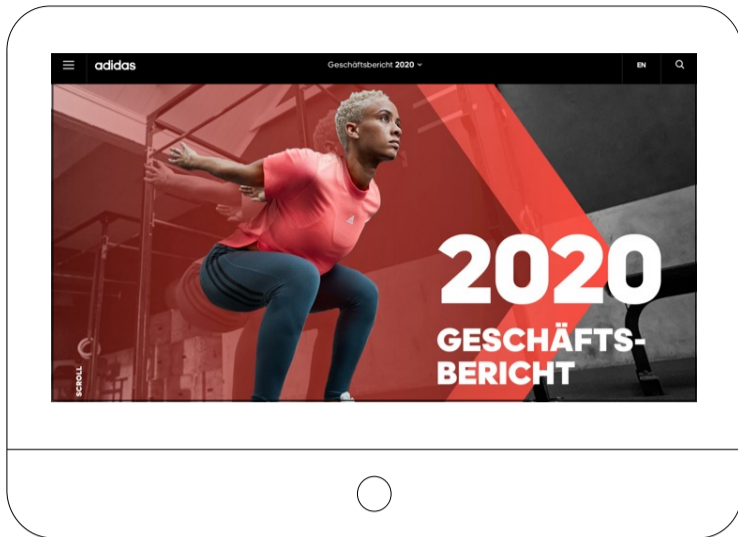 adidas
Geschäftsbericht 2020
EN
2020
GESCHÄFTS-
BERICHT
SCROLL